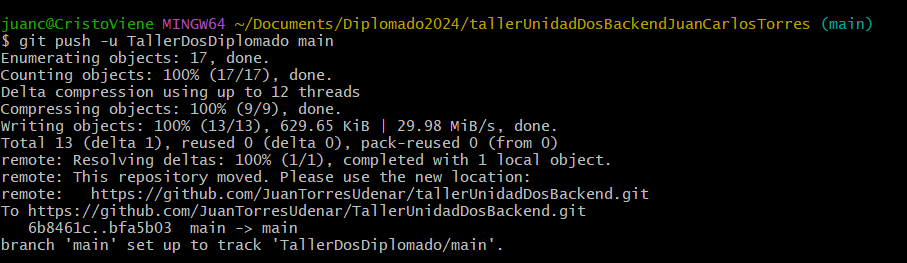 juanc@CristoViene MINGW64 ~/Documents/Diplomado2024/tallerUnidadDosBackendJuanCarlosTorres (main)
$ git push -u TallerDosDiplomado main
Enumerating objects: 17, done.
Counting objects: 100% (17/17), done.
Delta compression using up to 12 threads
Compressing objects: 100% (9/9), done.
Writing objects: 100% (13/13), 629.65 KiB | 29.98 MiB/s, done.
Total 13 (delta 1), reused 0 (delta 0), pack-reused 0 (from 0)
remote: Resolving deltas: 100% (1/1), completed with 1 local object.
remote: This repository moved. Please use the new location:
remote:   https://github.com/JuanTorresUdenar/tallerUnidadDosBackend.git
To https://github.com/JuanTorresUdenar/TallerUnidadDosBackend.git
   6b8461c..bfa5b03  main -> main
branch 'main' set up to track 'TallerDosDiplomado/main'.